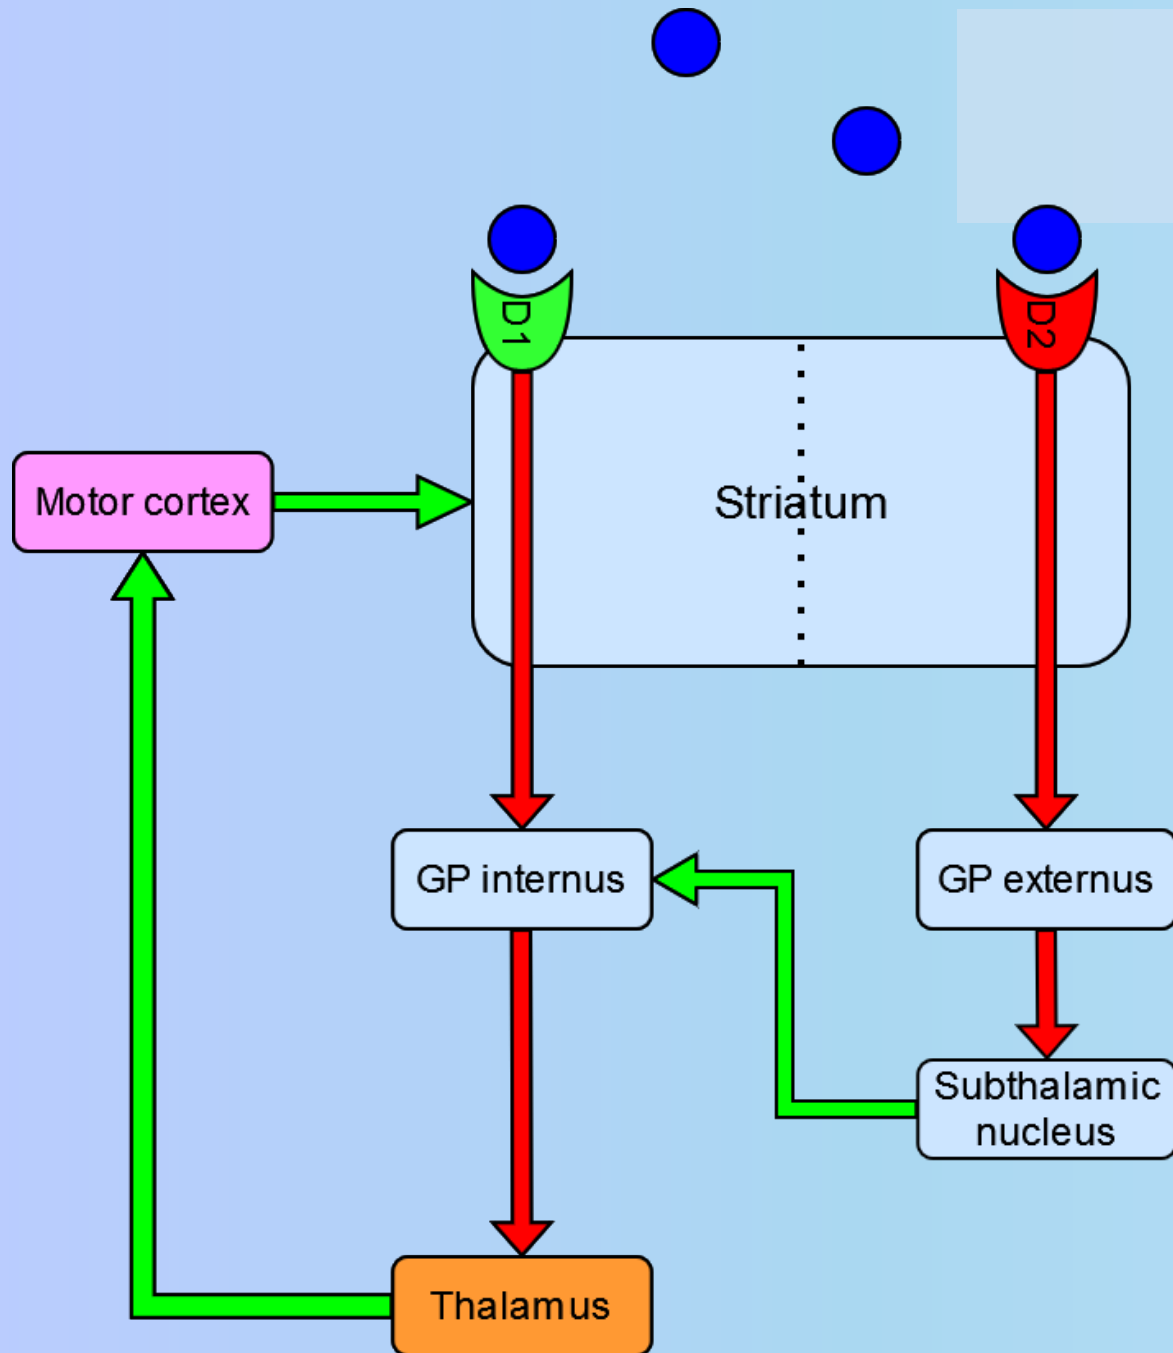 D1
D2
Motor cortex
Striatum
GP internus
GP externus
Subthalamic
nucleus
Thalamus